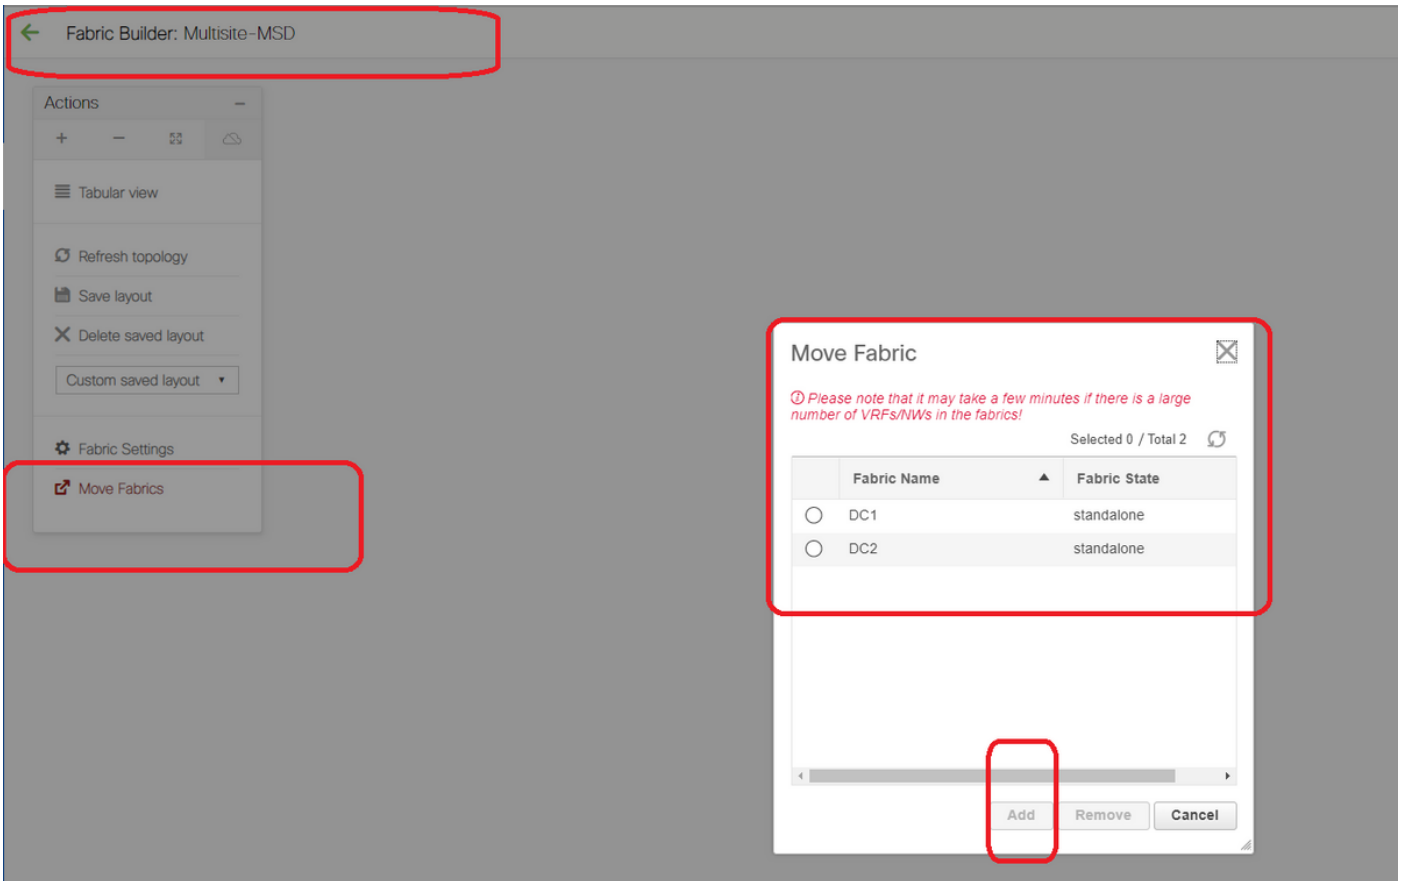 Fabric Builder: Multisite-MSD
Actions
Tabular view
Refresh topology
Save layout
Delete saved layout
Custom saved layout
Fabric Settings
Move Fabrics
Move Fabric
Please note that it may take a few minutes if there is a large
number of VRFs/NWs in the fabrics!
Selected 0 / Total 2
Fabric Name Fabric State
DC1 standalone
DC2 standalone
Add Remove Cancel